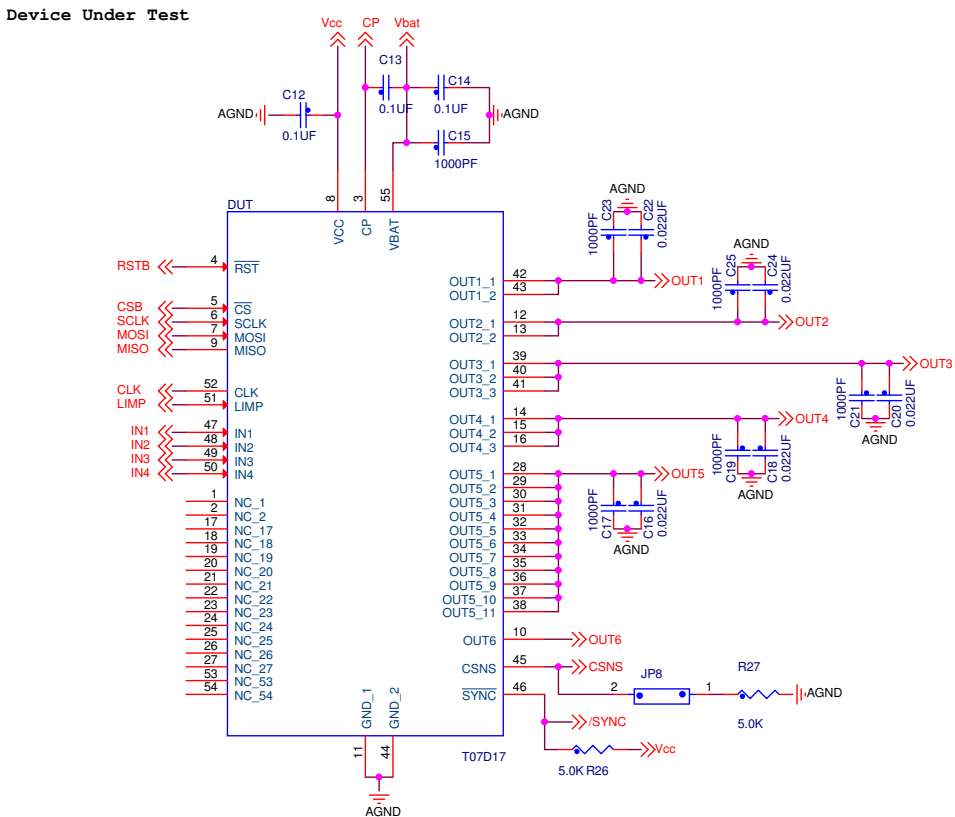 Device Under Test
Vcc CP Vbat
C13
C12 C14
AGND 0.1UF 0.1UF AGND
0.1UF C15
1000PF
8 3 55
DUT
VCC CP VBAT
RSTB 4 RST
CSB 5 CS
SCLK 6 SCLK
MOSI 7 MOSI
MISO 9 MISO
CLK 52 CLK
LIMP 51 LIMP
IN1 47 IN1
IN2 48 IN2
IN3 49 IN3
IN4 50 IN4
1 NC_1
2 NC_2
17 NC_17
18 NC_18
19 NC_19
20 NC_20
21 NC_21
22 NC_22
23 NC_23
24 NC_24
25 NC_25
26 NC_26
27 NC_27
53 NC_53
54 NC_54
AGND
1000PF C23 C22 0.022UF
OUT1_1 42 OUT1
OUT1_2 43
AGND
1000PF C25 C24 0.022UF
OUT2_1 12 OUT2
OUT2_2 13
OUT3_1 39 OUT3
OUT3_2 40
OUT3_3 41
1000PF C21 C20 0.022UF
AGND
OUT4_1 14 OUT4
OUT4_2 15
OUT4_3 16
1000PF C19 C18 0.022UF
AGND
OUT5_1 28 OUT5
OUT5_2 29
OUT5_3 30
OUT5_4 31
OUT5_5 32
OUT5_6 33
OUT5_7 34
OUT5_8 35
OUT5_9 36
OUT5_10 37
OUT5_11 38
1000PF C17 C16 0.022UF
AGND
OUT6 10 OUT6
CSNS 45 CSNS
JP8 R27
2 1 AGND
5.0K
SYNC 46
/SYNC
Vcc
5.0K R26
GND_1 GND_2
11 44
T07D17
AGND